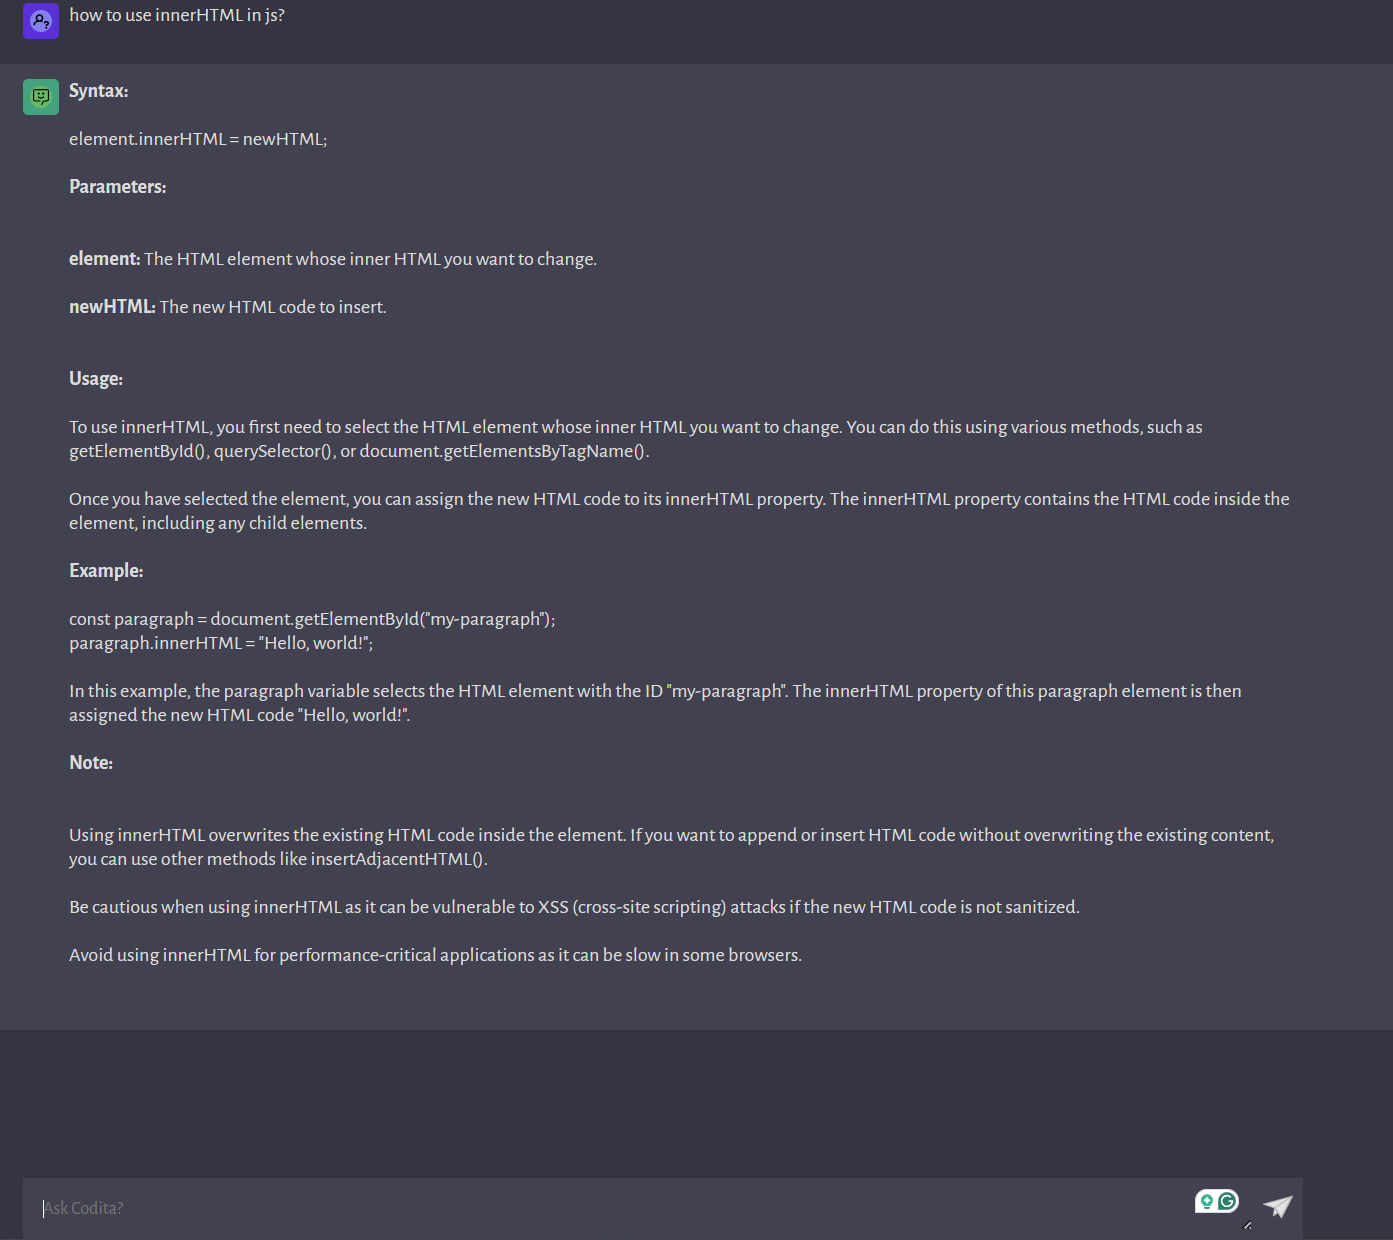 how to use innerHTML in js?
Syntax:
element.innerHTML = newHTML;
Parameters:
element: The HTML element whose inner HTML you want to change.
newHTML: The new HTML code to insert.
Usage:
To use innerHTML, you first need to select the HTML element whose inner HTML you want to change. You can do this using various methods, such as
getElementById(), querySelector(), or document.getElementsByTagName().
Once you have selected the element, you can assign the new HTML code to its innerHTML property. The innerHTML property contains the HTML code inside the
element, including any child elements.
Example:
const paragraph = document.getElementById("my-paragraph");
paragraph.innerHTML = "Hello, world!";
In this example, the paragraph variable selects the HTML element with the ID "my-paragraph". The innerHTML property of this paragraph element is then
assigned the new HTML code "Hello, world!".
Note:
Using innerHTML overwrites the existing HTML code inside the element. If you want to append or insert HTML code without overwriting the existing content,
you can use other methods like insertAdjacentHTML().
Be cautious when using innerHTML as it can be vulnerable to XSS (cross-site scripting) attacks if the new HTML code is not sanitized.
Avoid using innerHTML for performance-critical applications as it can be slow in some browsers.
Ask Codita?